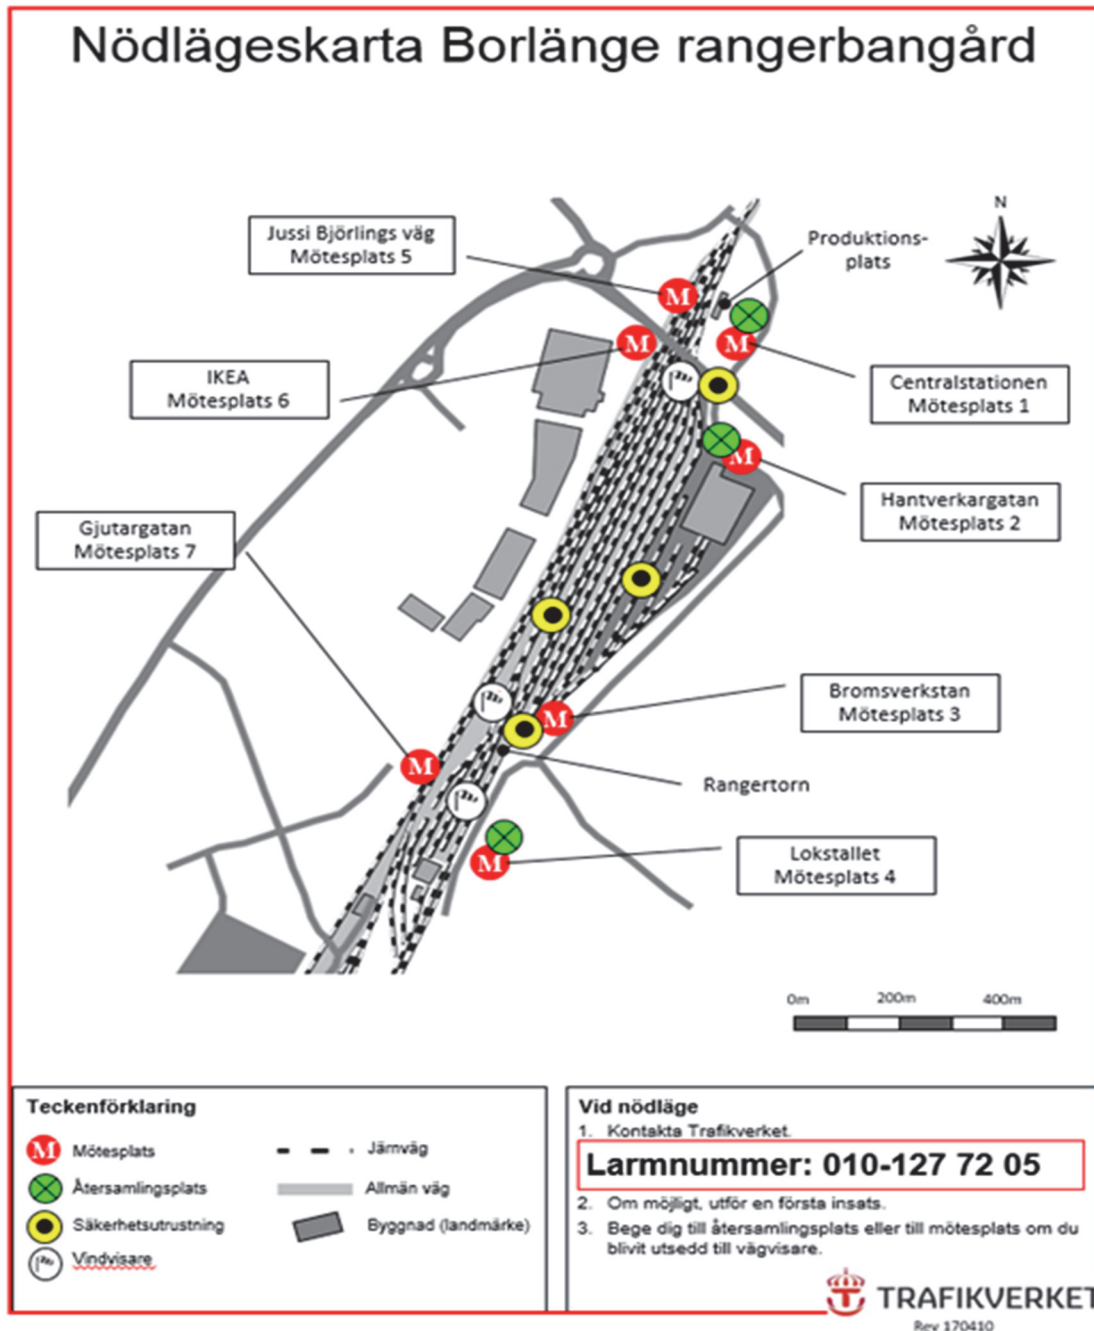 Nödlägeskarta Borlänge rangerbangård
N
Jussi Björlings väg
Mötesplats 5
Produktions-
plats
M
M
M
IKEA
Mötesplats 6
Centralstationen
Mötesplats 1
M
Hantverkargatan
Mötesplats 2
Gjutargatan
Mötesplats 7
Bromsverkstan
Mötesplats 3
M
M
Rangertorn
M
Lokstallet
Mötesplats 4
0m 200m 400m
Teckenförklaring
M Mötesplats
Återsamlingsplats
Säkerhetsutrustning
Vindvisare
Järnväg
Allmän väg
Byggnad (landmärke)
Vid nödläge
1. Kontakta Trafikverket.
Larmnummer: 010-127 72 05
2. Om möjligt, utför en första insats.
3. Bege dig till återsamlingsplats eller till mötesplats om du
blivit utsedd till vägvisare.
TRAFIKVERKET
Rev 170410